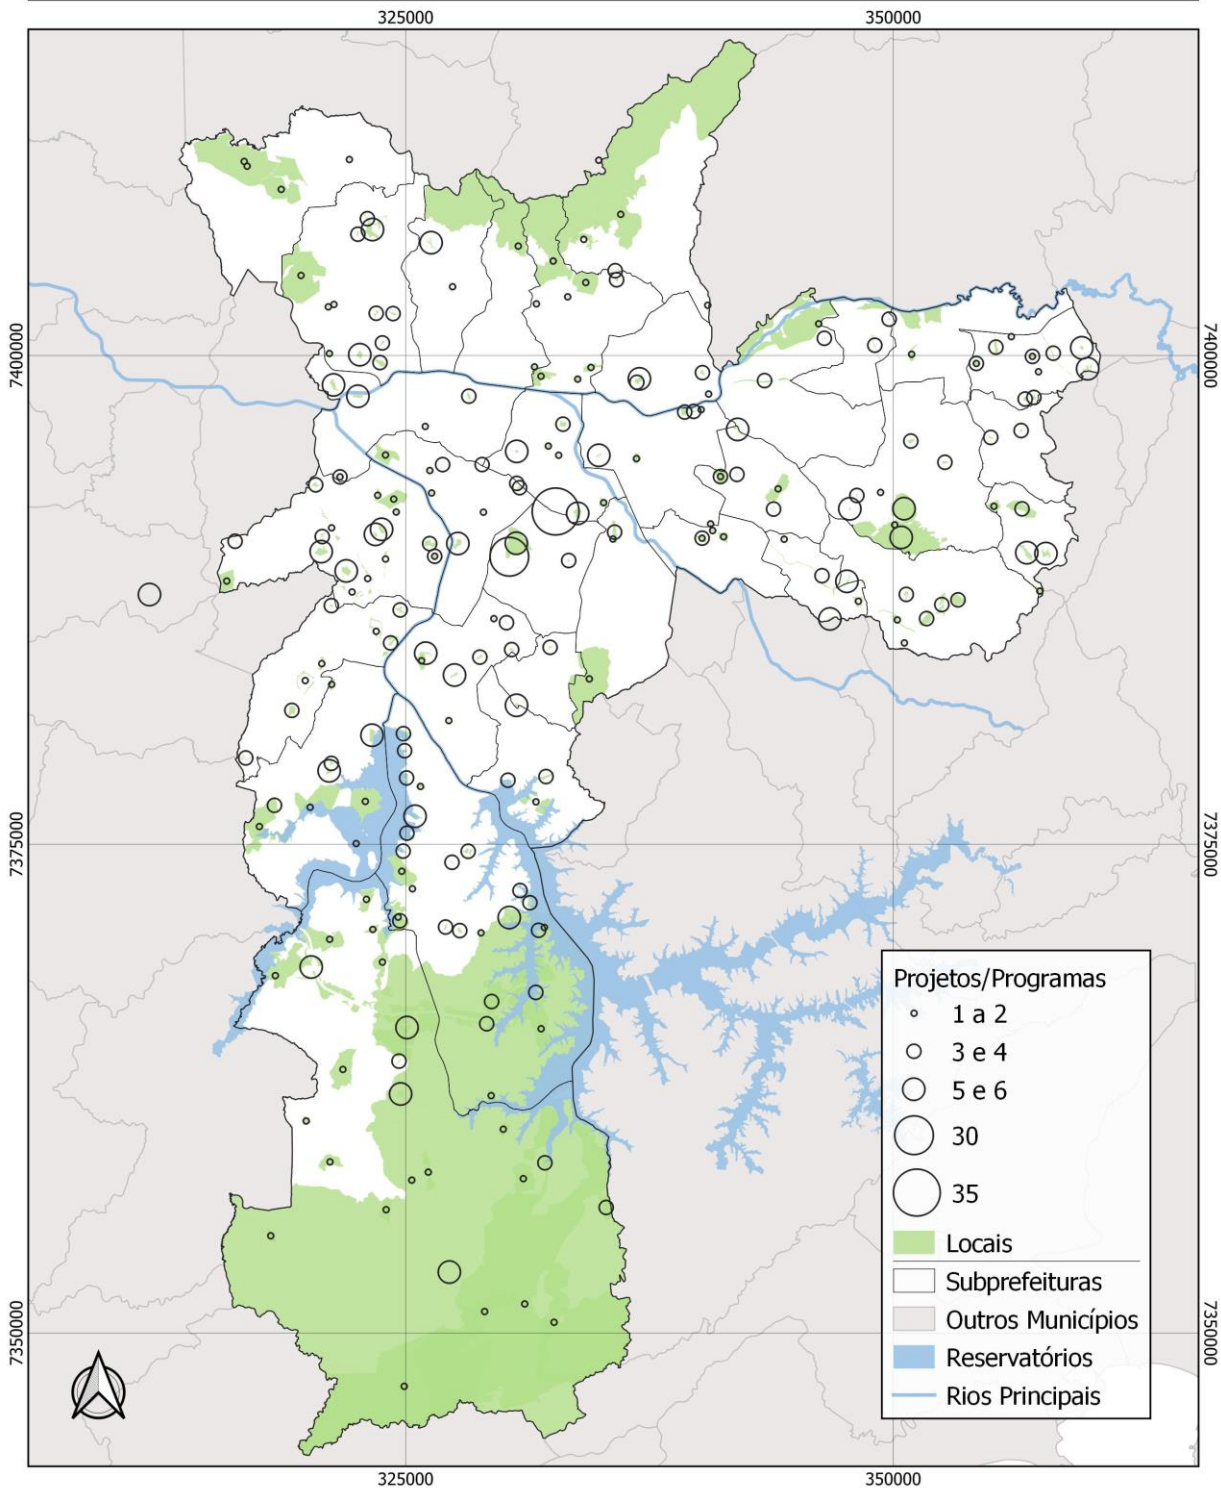 325000
350000
7400000
7400000
7375000
7375000
Projetos/Programas
1 a 2
3 e 4
5 e 6
30
35
Locais
Subprefeituras
Outros Municípios
Reservatórios
Rios Principais
7350000
7350000
325000
350000